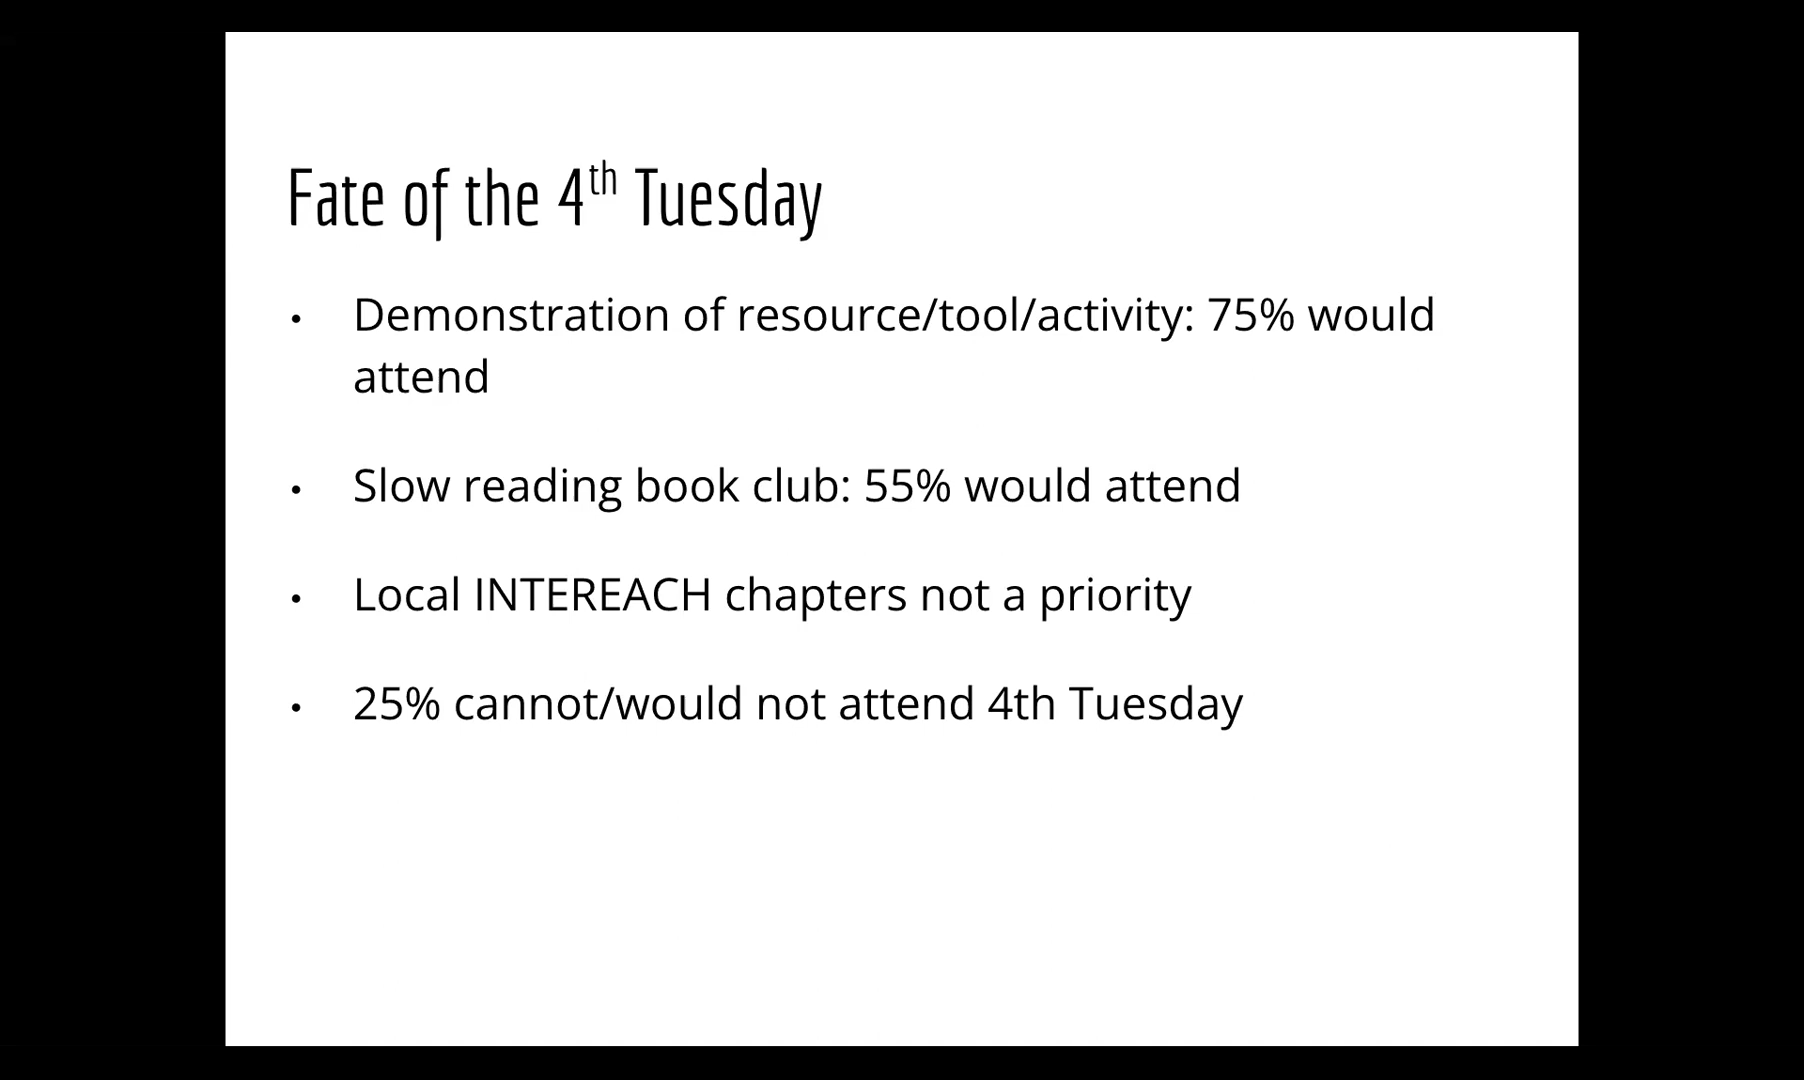 Fate of the 4th Tuesday
• Demonstration of resource/tool/activity: 75% would
attend
• Slow reading book club: 55% would attend
• Local INTEREACH chapters not a priority
• 25% cannot/would not attend 4th Tuesday